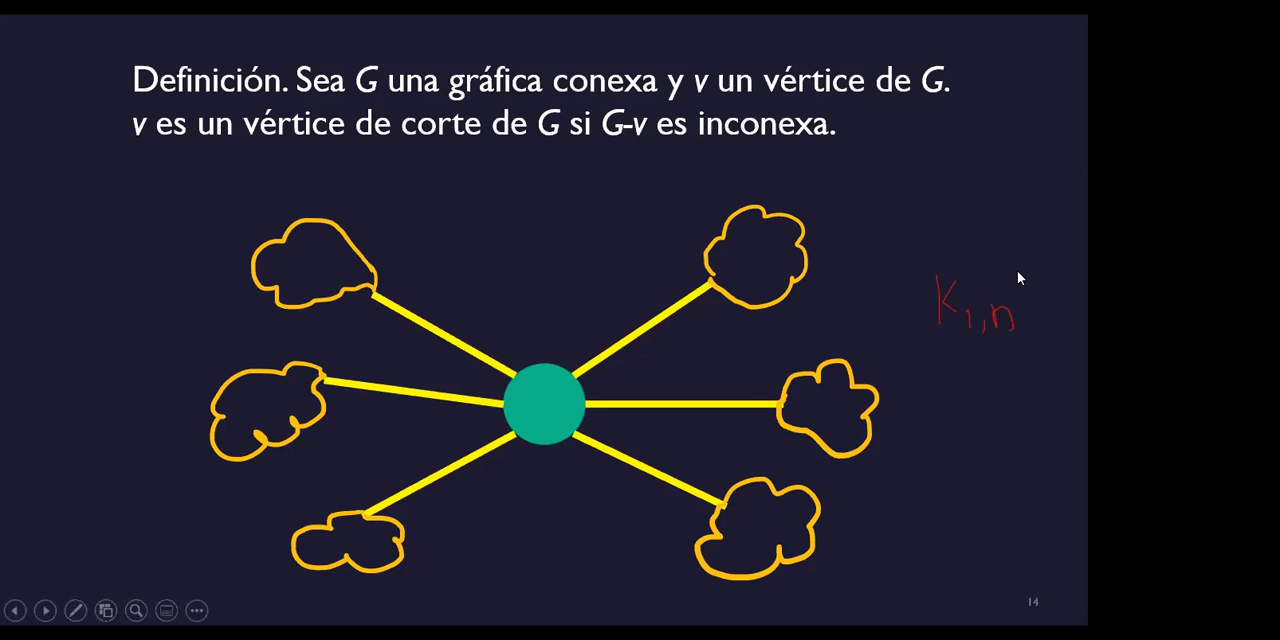 Definición. Sea G una gráfica conexa y v un vértice de G.
v es un vértice de corte de G si G-v es inconexa.
K1,n
14